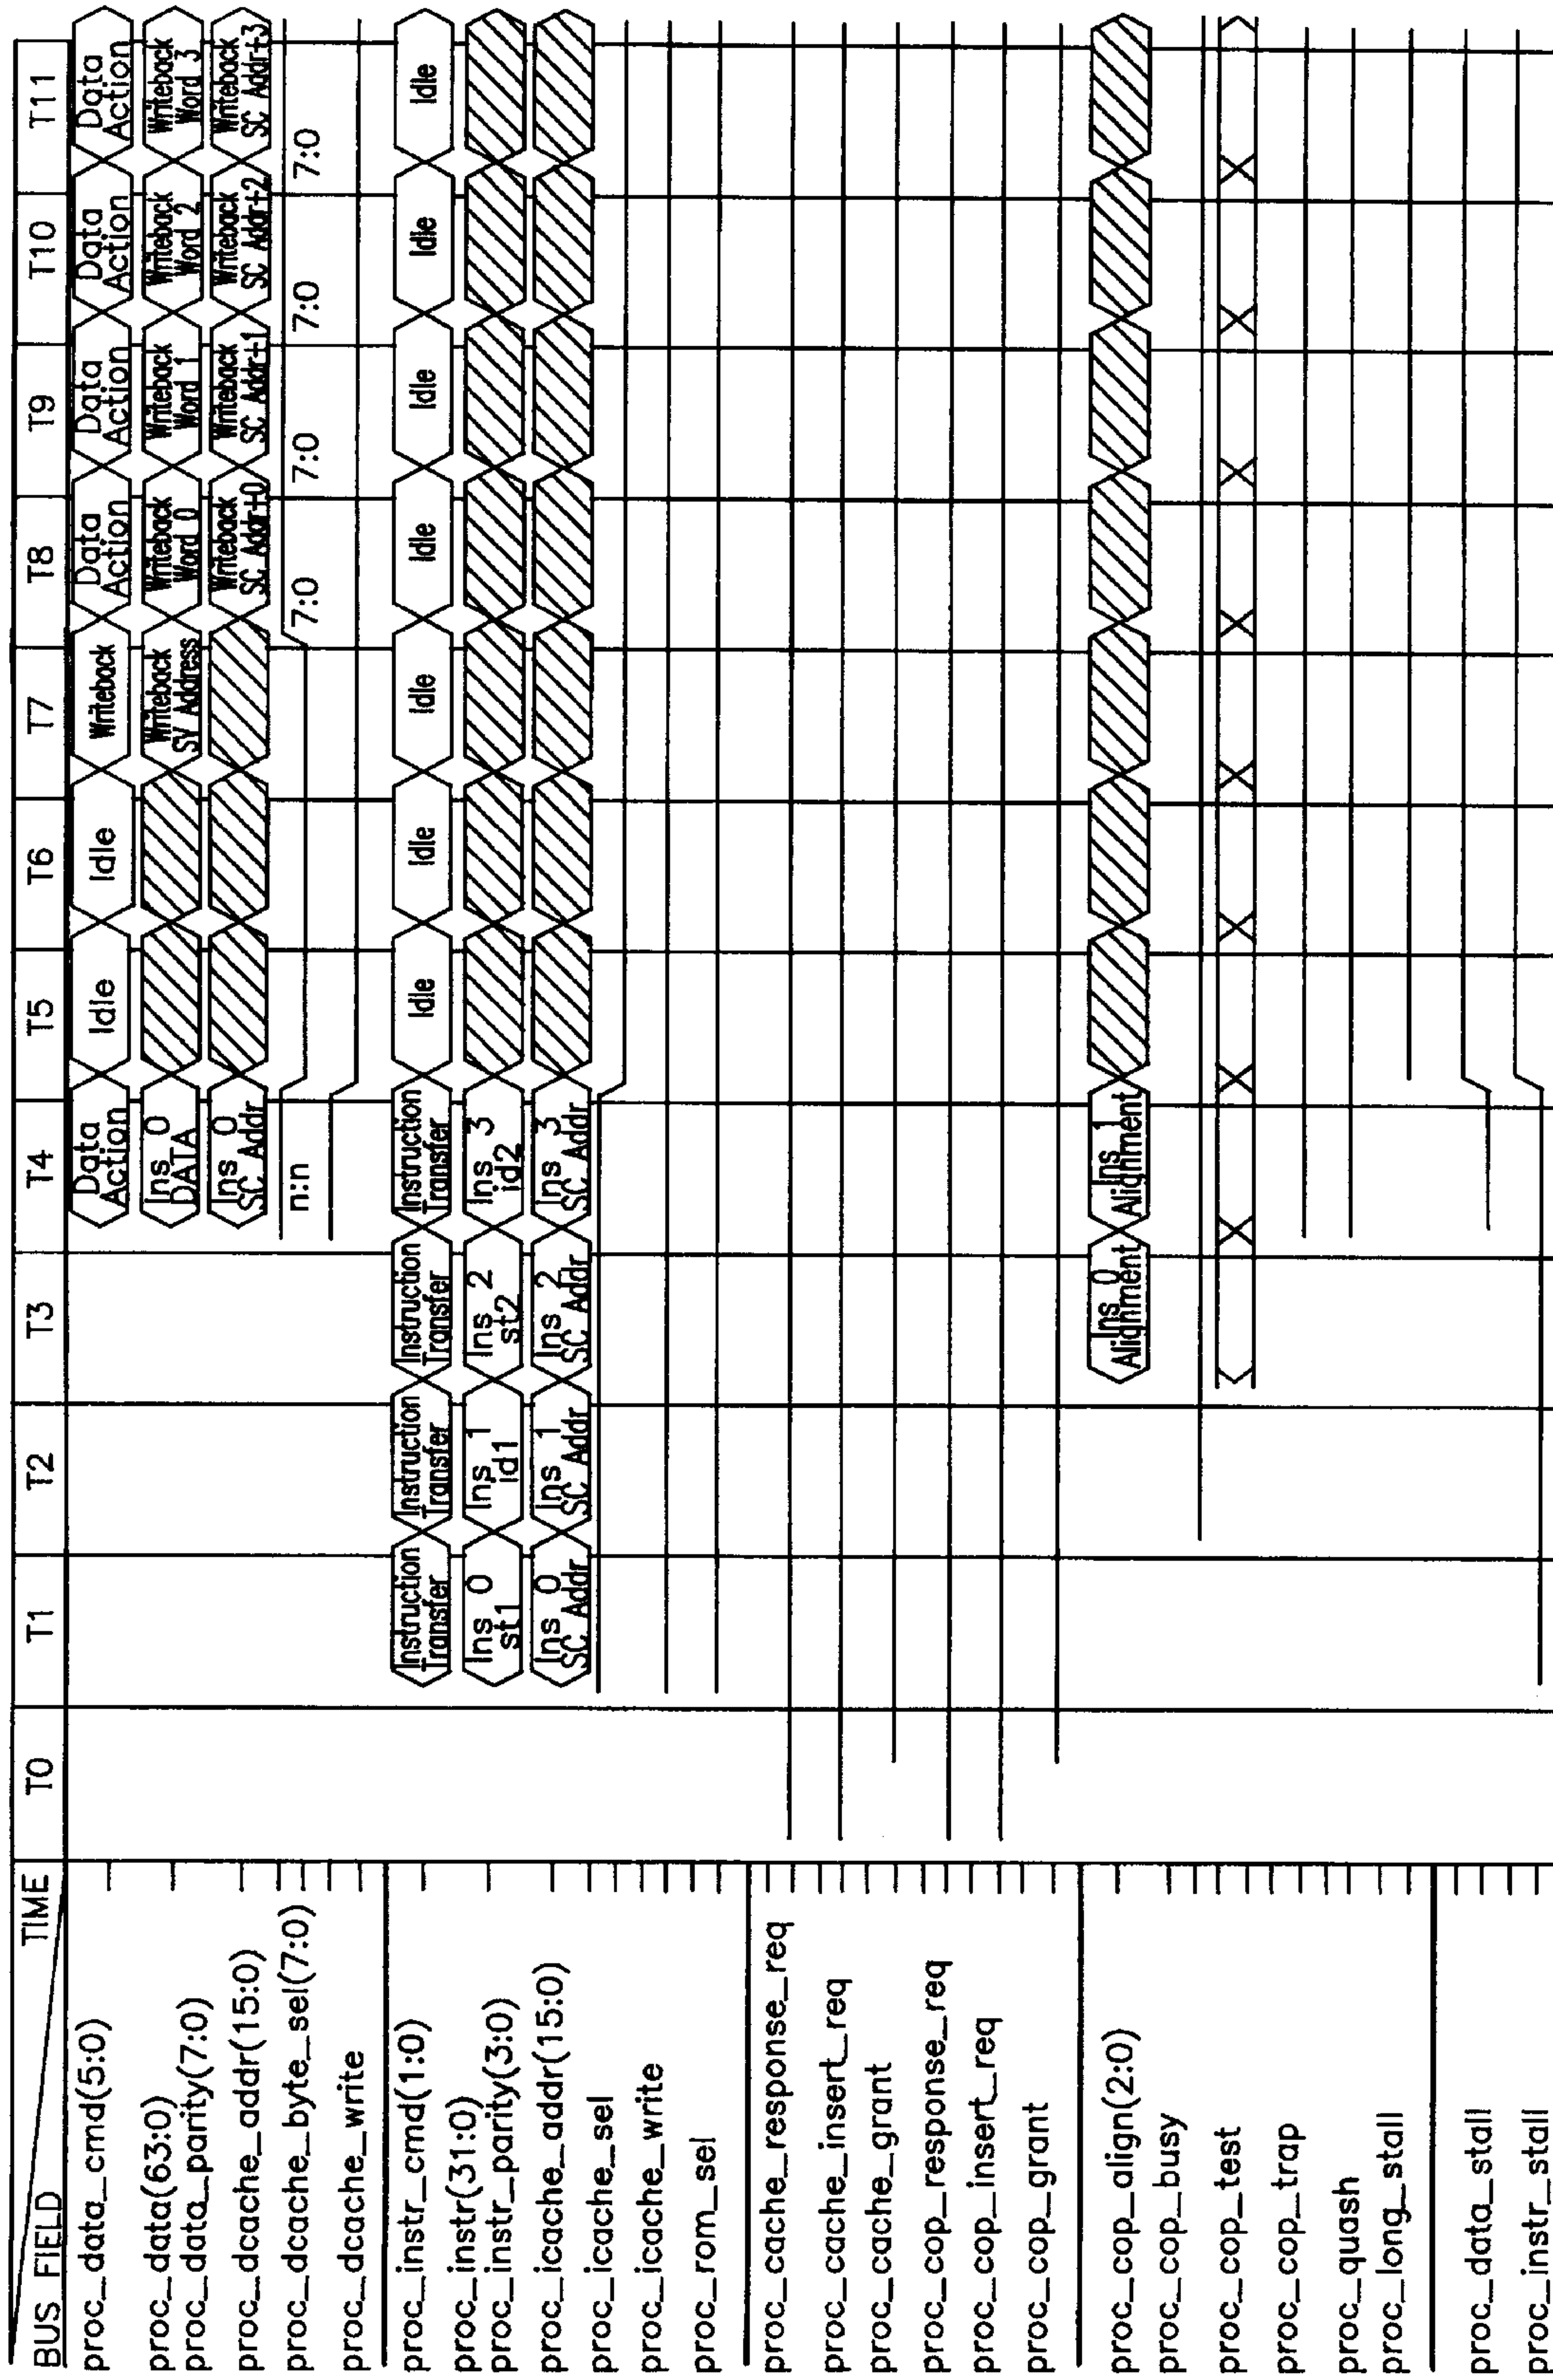 BUS FIELD TIME T0 T1 T2 T3 T4 T5 T6 T7 T8 T9 T10 T11
proc_data_cmd(5:0) Data Action Idle Idle Writeback Data Action Data Action Data Action Data Action
proc_data(63:0)
proc_data_parity(7:0) Ins 0 DATA Writeback SV Address Writeback Word 0 Writeback Word 1 Writeback Word 2 Writeback Word 3
proc_dcache_addr(15:0) Ins 0 SC Addr Writeback SC Addr+0 Writeback SC Addr+1 Writeback SC Addr+2 Writeback SC Addr+3
proc_dcache_byte_sel(7:0) n:n 7:0 7:0 7:0 7:0
proc_dcache_write
proc_instr_cmd(1:0) Instruction Transfer Instruction Transfer Instruction Transfer Instruction Transfer Idle Idle Idle Idle Idle Idle Idle
proc_instr(31:0)
proc_instr_parity(3:0) Ins 0 st1 Ins 1 id1 Ins 2 st2 Ins 3 id2
proc_icache_addr(15:0) Ins 0 SC Addr Ins 1 SC Addr Ins 2 SC Addr Ins 3 SC Addr
proc_icache_sel
proc_icache_write
proc_rom_sel
proc_cache_response_req
proc_cache_insert_req
proc_cache_grant
proc_cop_response_req
proc_cop_insert_req
proc_cop_grant
proc_cop_align(2:0) Ins 0 Alignment Ins 1 Alignment
proc_cop_busy
proc_cop_test
proc_cop_trap
proc_quash
proc_long_stall
proc_data_stall
proc_instr_stall